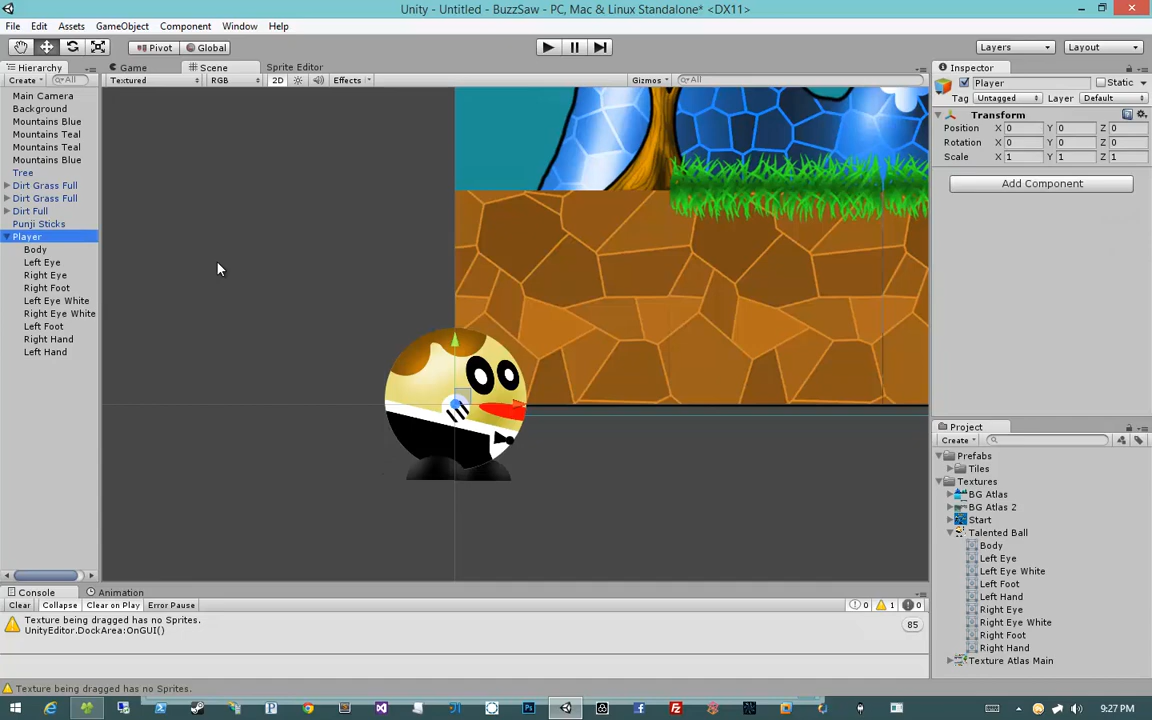 Unity - Untitled - BuzzSaw - PC, Mac & Linux Standalone* <DX11>
File Edit Assets GameObject Component Window Help
Pivot Global Layers Layout
Hierarchy Game Scene Sprite Editor Inspector
Create All Textured RGB 2D Effects Gizmos All
Player Static
Tag Untagged Layer Default
Transform
Position X 0 Y 0 Z 0
Rotation X 0 Y 0 Z 0
Scale X 1 Y 1 Z 1
Add Component
Main Camera
Background
Mountains Blue
Mountains Teal
Mountains Teal
Mountains Blue
Tree
Dirt Grass Full
Dirt Grass Full
Dirt Full
Punji Sticks
Player
Body
Left Eye
Right Eye
Right Foot
Left Eye White
Right Eye White
Left Foot
Right Hand
Left Hand
Project
Create
Prefabs
Tiles
Textures
BG Atlas
BG Atlas 2
Start
Talented Ball
Body
Left Eye
Left Eye White
Left Foot
Left Hand
Right Eye
Right Eye White
Right Foot
Right Hand
Texture Atlas Main
Console Animation
Clear Collapse Clear on Play Error Pause 0 1 0
Texture being dragged has no Sprites.
UnityEditor.DockArea:OnGUI()
85
Texture being dragged has no Sprites.
9:27 PM